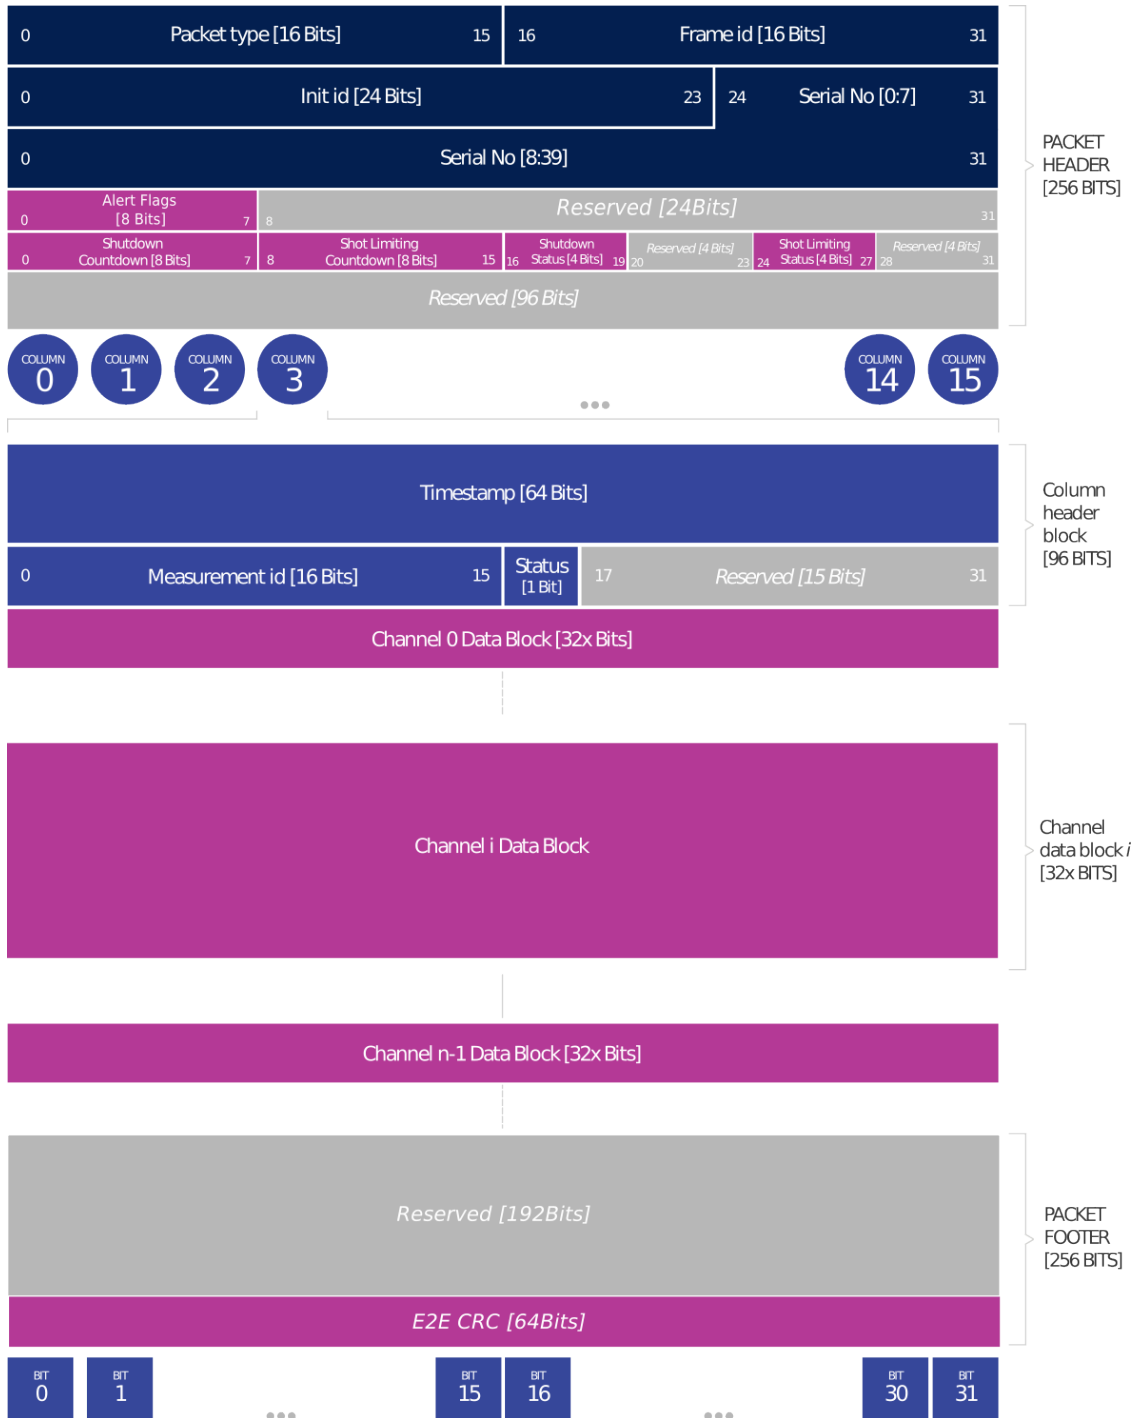 0 Packet type [16 Bits] 15 16 Frame id [16 Bits] 31
0 Init id [24 Bits] 23 24 Serial No [0:7] 31
0 Serial No [8:39] 31
PACKET
HEADER
[256 BITS]
Alert Flags
[8 Bits]
0 7 8 Reserved [24Bits] 31
Shutdown
Countdown [8 Bits]
0 7
Shot Limiting
Countdown [8 Bits]
8 15
Shutdown
Status [4 Bits]
16 19
Reserved [4 Bits]
20 23
Shot Limiting
Status [4 Bits]
24 27
Reserved [4 Bits]
28 31
Reserved [96 Bits]
COLUMN
0
COLUMN
1
COLUMN
2
COLUMN
3
COLUMN
14
COLUMN
15
Timestamp [64 Bits]
Column
header
block
[96 BITS]
0 Measurement id [16 Bits] 15
Status
[1 Bit]
17 Reserved [15 Bits] 31
Channel 0 Data Block [32x Bits]
Channel i Data Block
Channel
data block i
[32x BITS]
Channel n-1 Data Block [32x Bits]
Reserved [192Bits]
PACKET
FOOTER
[256 BITS]
E2E CRC [64Bits]
BIT
0
BIT
1
BIT
15
BIT
16
BIT
30
BIT
31